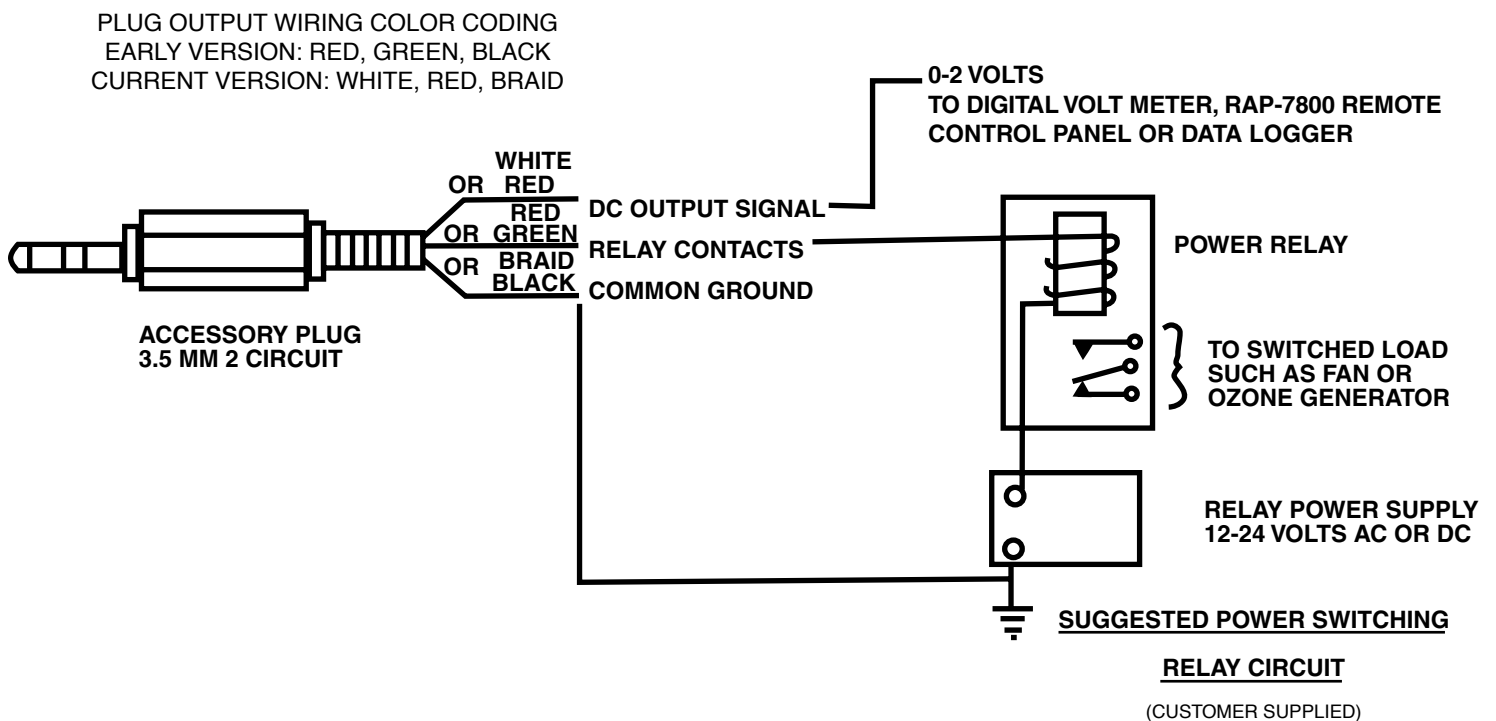 PLUG OUTPUT WIRING COLOR CODING
EARLY VERSION: RED, GREEN, BLACK
CURRENT VERSION: WHITE, RED, BRAID
0-2 VOLTS
TO DIGITAL VOLT METER, RAP-7800 REMOTE
CONTROL PANEL OR DATA LOGGER
WHITE
OR RED
DC OUTPUT SIGNAL
RED
OR GREEN
RELAY CONTACTS
OR BRAID
BLACK
COMMON GROUND
POWER RELAY
ACCESSORY PLUG
3.5 MM 2 CIRCUIT
TO SWITCHED LOAD
SUCH AS FAN OR
OZONE GENERATOR
RELAY POWER SUPPLY
12-24 VOLTS AC OR DC
SUGGESTED POWER SWITCHING
RELAY CIRCUIT
(CUSTOMER SUPPLIED)